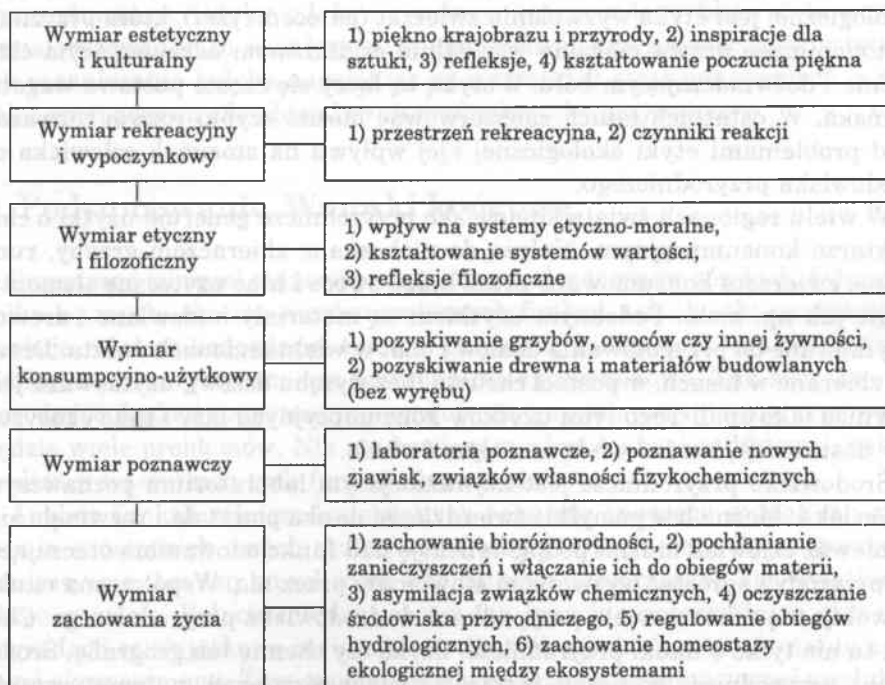 Wymiar estetyczny
i kulturalny
1) piękno krajobrazu i przyrody, 2) inspiracje dla
sztuki, 3) refleksje, 4) kształtowanie poczucia piękna
Wymiar rekreacyjny
i wypoczynkowy
1) przestrzeń rekreacyjna, 2) czynniki reakcji
Wymiar etyczny
i filozoficzny
1) wpływ na systemy etyczno-moralne,
2) kształtowanie systemów wartości,
3) refleksje filozoficzne
Wymiar
konsumpcyjno-użytkowy
1) pozyskiwanie grzybów, owoców czy innej żywności,
2) pozyskiwanie drewna i materiałów budowlanych
(bez wyrębu)
Wymiar poznawczy
1) laboratoria poznawcze, 2) poznawanie nowych
zjawisk, związków własności fizykochemicznych
Wymiar
zachowania życia
1) zachowanie bioróżnorodności, 2) pochłanianie
zanieczyszczeń i włączanie ich do obiegów materii,
3) asymilacja związków chemicznych, 4) oczyszczanie
środowiska przyrodniczego, 5) regulowanie obiegów
hydrologicznych, 6) zachowanie homeostazy
ekologicznej między ekosystemami